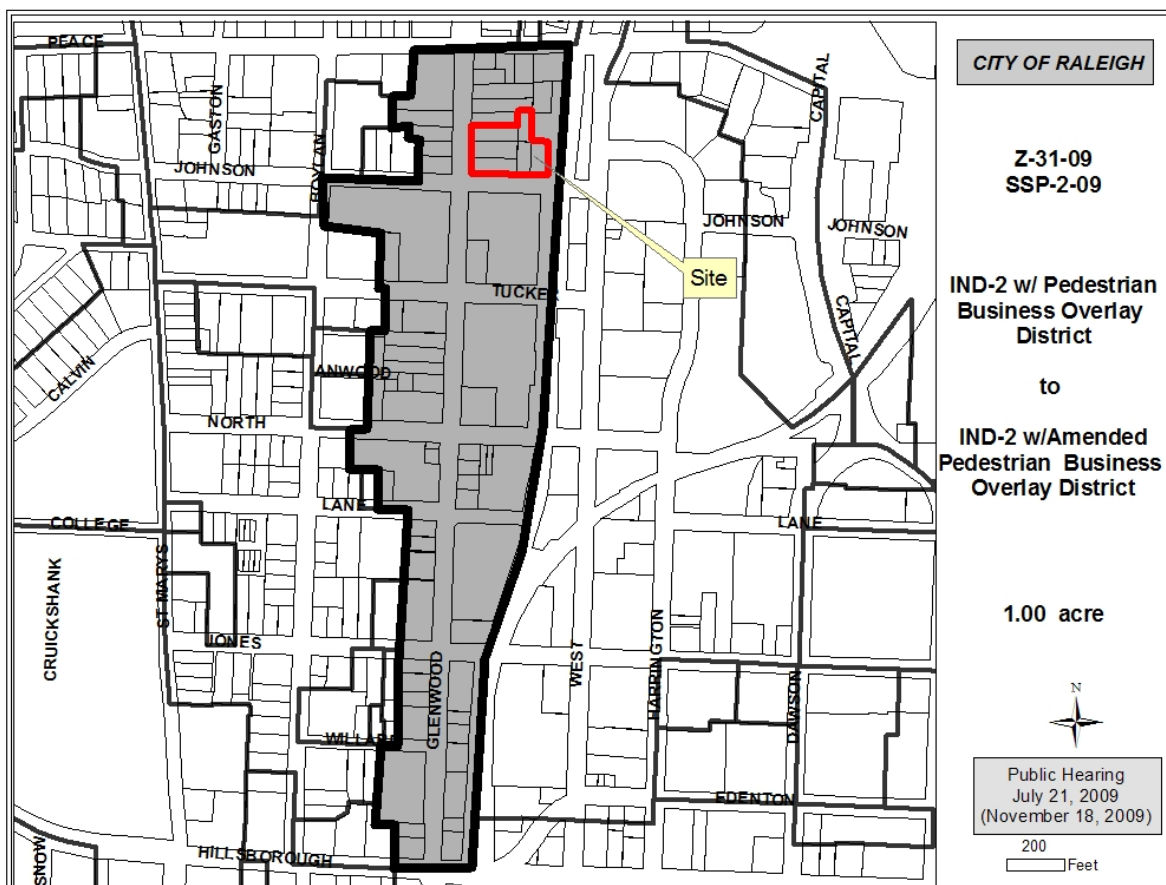 PEACE
GASTON
JOHNSON
BOYLAN
CAPITAL
JOHNSON
JOHNSON
Site
TUCKE
CAPITAL
CALVIN
ANWOOD
NORTH
LANE
LANE
COLLEGE
ST MARYS
CRUICKSHANK
JONES
WEST
HARRINGTON
GLENWOOD
DAWSON
WILLARD
EDENTON
HILLSBOROUGH
SNOW
CITY OF RALEIGH
Z-31-09
SSP-2-09
IND-2 w/ Pedestrian
Business Overlay
District
to
IND-2 w/Amended
Pedestrian Business
Overlay District
1.00 acre
N
Public Hearing
July 21, 2009
(November 18, 2009)
200
Feet